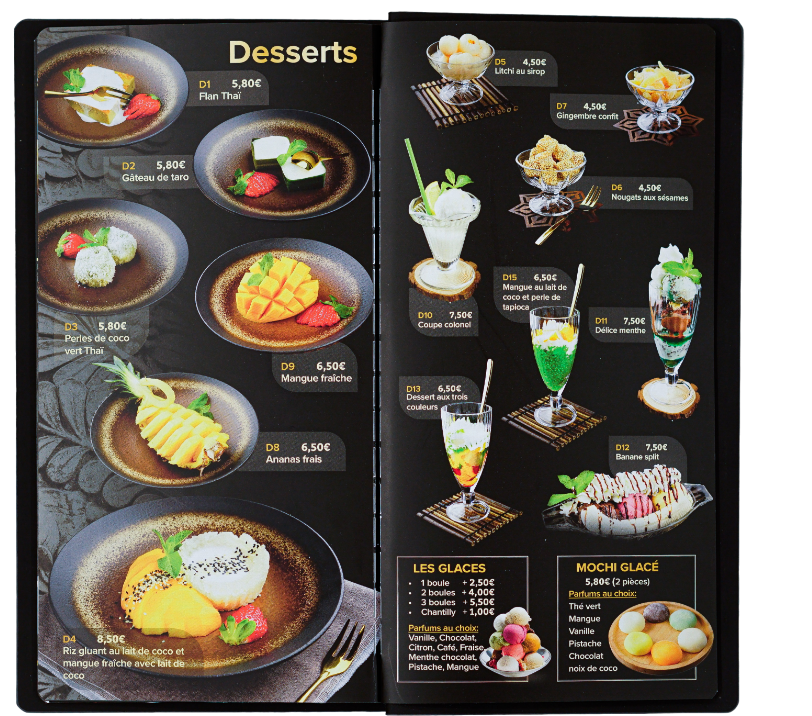 Desserts
D1 5,80€
Flan Thaï
D2 5,80€
Gâteau de taro
D3 5,80€
Perles de coco
vert Thaï
D9 6,50€
Mangue fraîche
D8 6,50€
Ananas frais
D4 8,50€
Riz gluant au lait de coco et
mangue fraîche avec lait de
coco
D5 4,50€
Litchi au sirop
D7 4,50€
Gingembre confit
D6 4,50€
Nougats aux sésames
D10 7,50€
Coupe colonel
D15 6,50€
Mangue au lait de
coco et perle de
tapioca
D11 7,50€
Délice menthe
D13 6,50€
Dessert aux trois
couleurs
D12 7,50€
Banane split
LES GLACES
• 1 boule + 2,50€
• 2 boules + 4,00€
• 3 boules + 5,50€
• Chantilly + 1,00€
Parfums au choix:
Vanille, Chocolat,
Citron, Café, Fraise,
Menthe chocolat,
Pistache, Mangue
MOCHI GLACÉ
5,80€ (2 pièces)
Parfums au choix:
Thé vert
Mangue
Vanille
Pistache
Chocolat
noix de coco